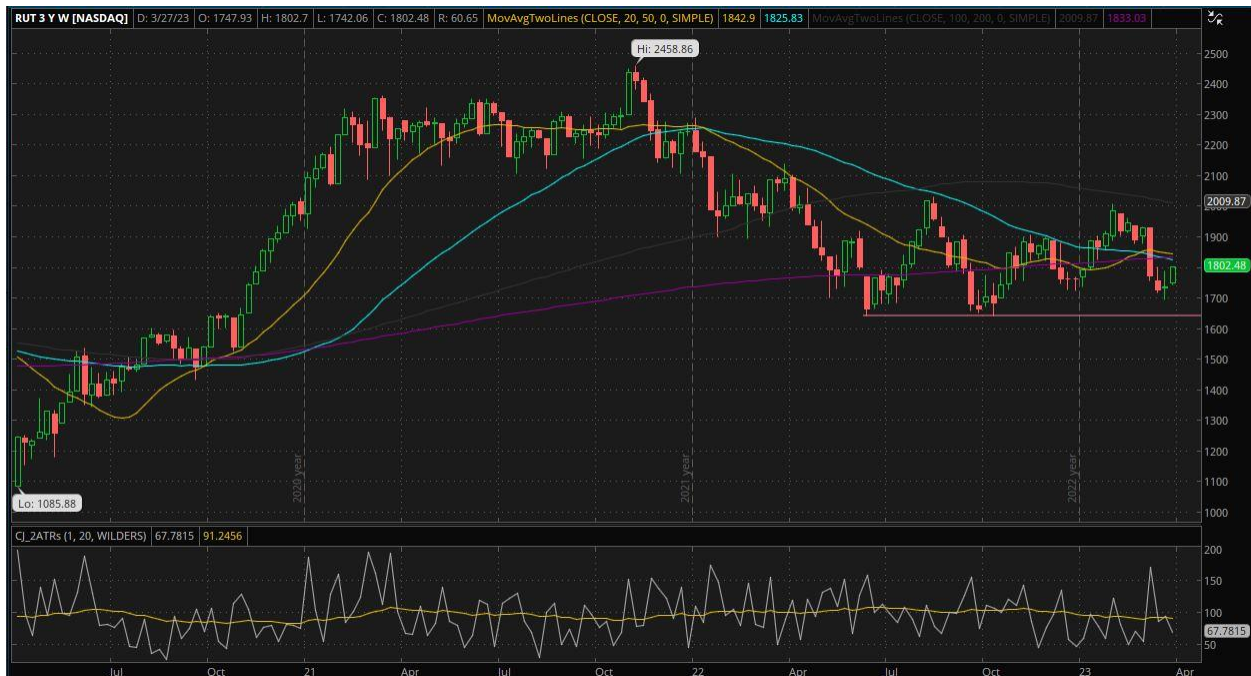 RUT 3 Y W [NASDAQ] D: 3/27/23 O: 1747.93 H: 1802.7 L: 1742.06 C: 1802.48 R: 60.65 MovAvgTwoLines (CLOSE, 20, 50, 0, SIMPLE) 1842.9 1825.83 MovAvgTwoLines (CLOSE, 100, 200, 0, SIMPLE) 2009.87 1833.03
Hi: 2458.86
2500
2400
2300
2200
2100
2009.87
2000
1900
1802.48
1700
1600
1500
1400
1300
1200
1100
1000
2020 year
2021 year
2022 year
Lo: 1085.88
CJ_2ATRs (1, 20, WILDERS) 67.7815 91.2456
200
150
100
67.7815
50
Jul Oct 21 Apr Jul Oct 22 Apr Jul Oct 23 Apr